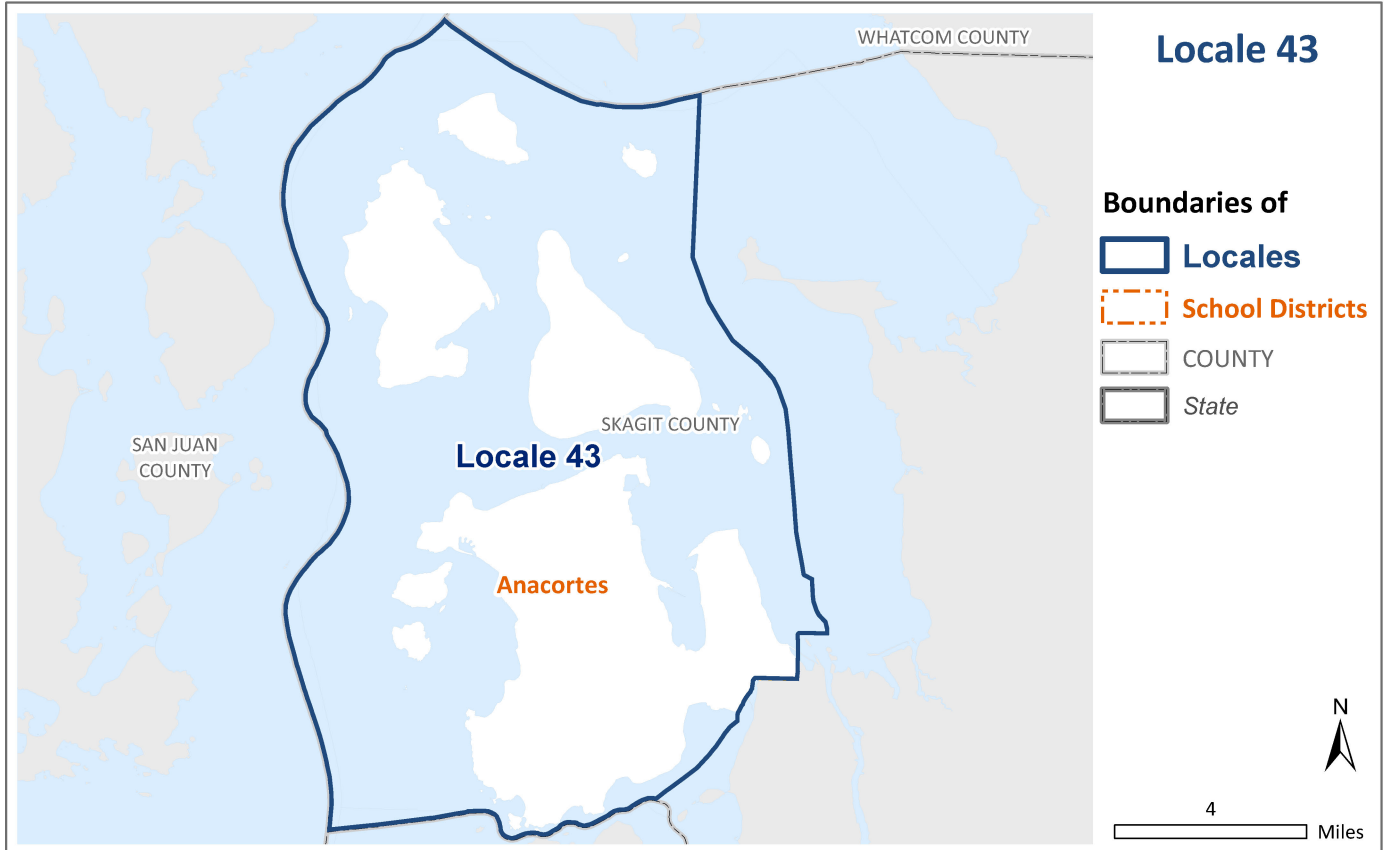 WHATCOM COUNTY
SKAGIT COUNTY
SAN JUAN
COUNTY
Locale 43
Anacortes
Locale 43
Boundaries of
Locales
School Districts
COUNTY
State
N
4
Miles